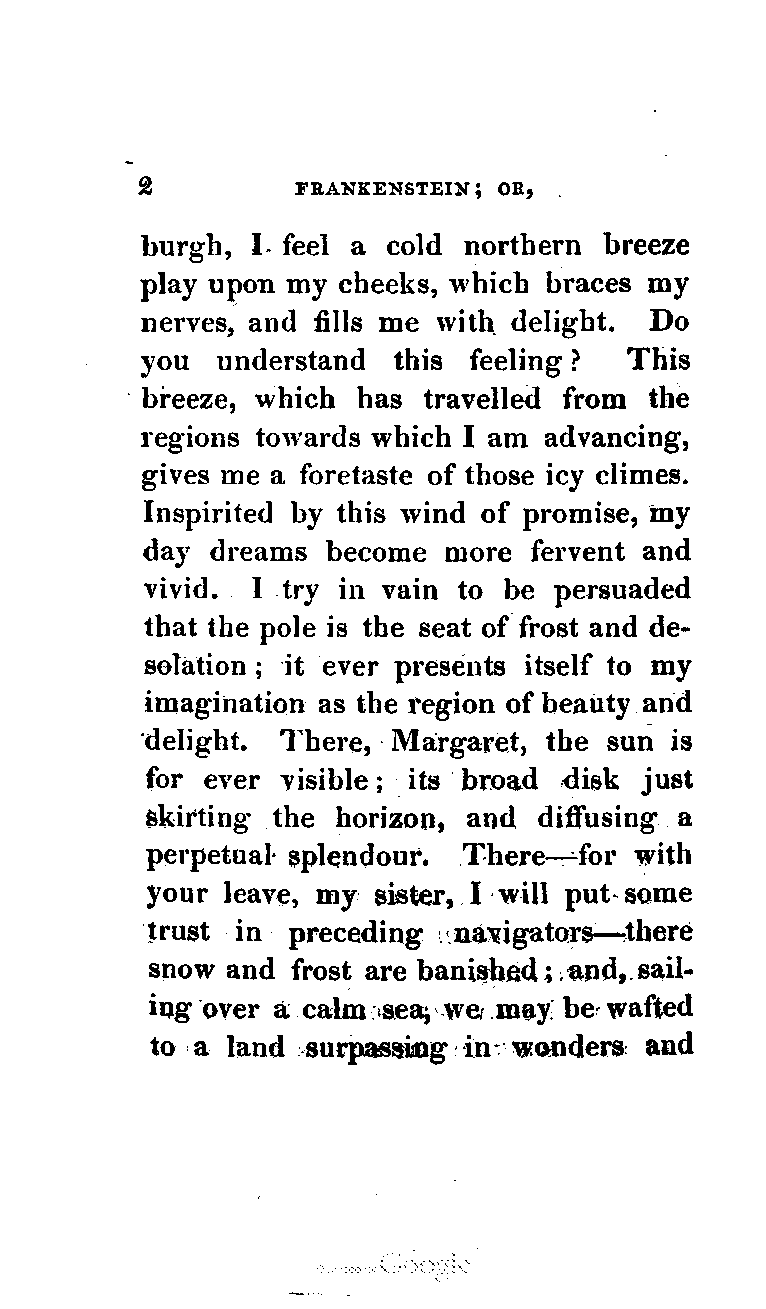 2 FRANKENSTEIN; OR,
burgh, I feel a cold northern breeze
play upon my cheeks, which braces my
nerves, and fills me with delight. Do
you understand this feeling? This
breeze, which has travelled from the
regions towards which I am advancing,
gives me a foretaste of those icy climes.
Inspirited by this wind of promise, my
day dreams become more fervent and
vivid. I try in vain to be persuaded
that the pole is the seat of frost and de-
solation; it ever presents itself to my
imagination as the region of beauty and
delight. There, Margaret, the sun is
for ever visible; its broad disk just
skirting the horizon, and diffusing a
perpetual splendour. There—for with
your leave, my sister, I will put some
trust in preceding navigators—there
snow and frost are banished; and, sail-
ing over a calm sea, we may be wafted
to a land surpassing in wonders and
Google